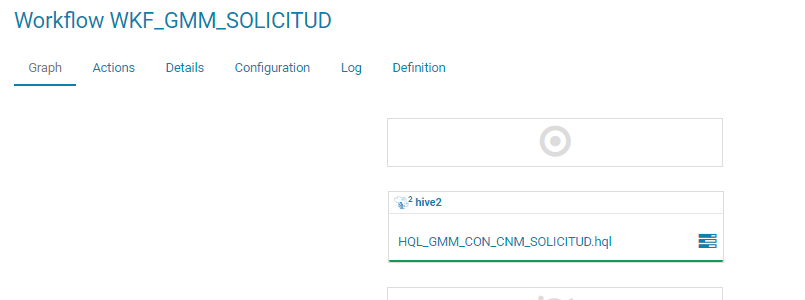 Workflow WKF_GMM_SOLICITUD
Graph Actions Details Configuration Log Definition
2 hive2
HQL_GMM_CON_CNM_SOLICITUD.hql